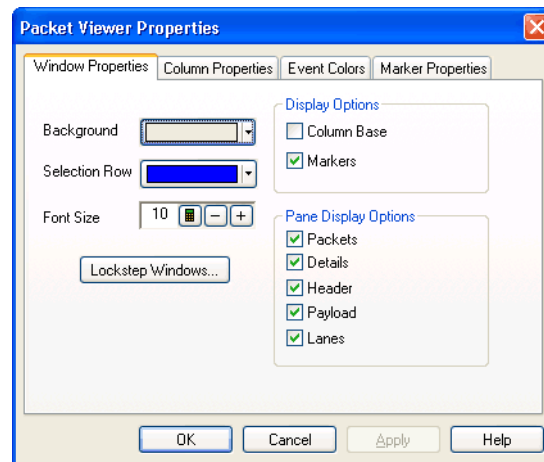 Packet Viewer Properties
Window Properties Column Properties Event Colors Marker Properties
Display Options
Background
Column Base
Selection Row
Markers
Font Size 10
Pane Display Options
Packets
Lockstep Windows...
Details
Header
Payload
Lanes
OK Cancel Apply Help